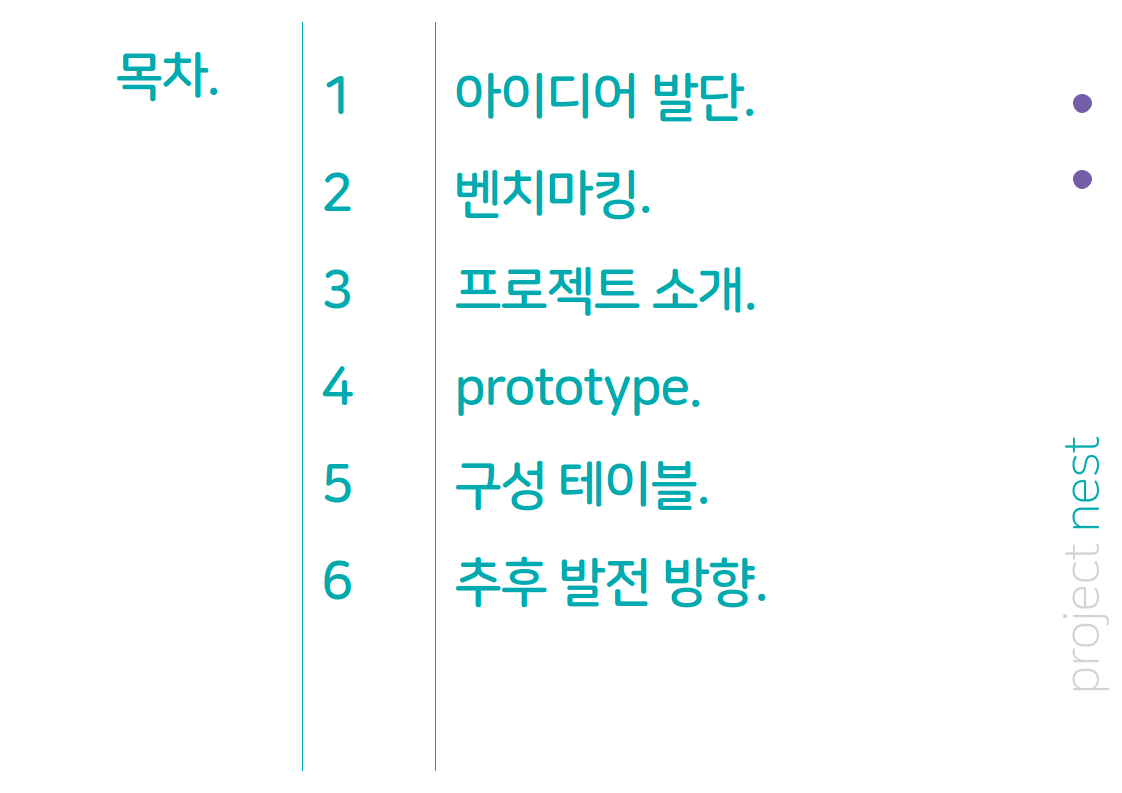 목차.
1 아이디어 발단.
2 벤치마킹.
3 프로젝트 소개.
4 prototype.
5 구성 테이블.
6 추후 발전 방향.
project nest